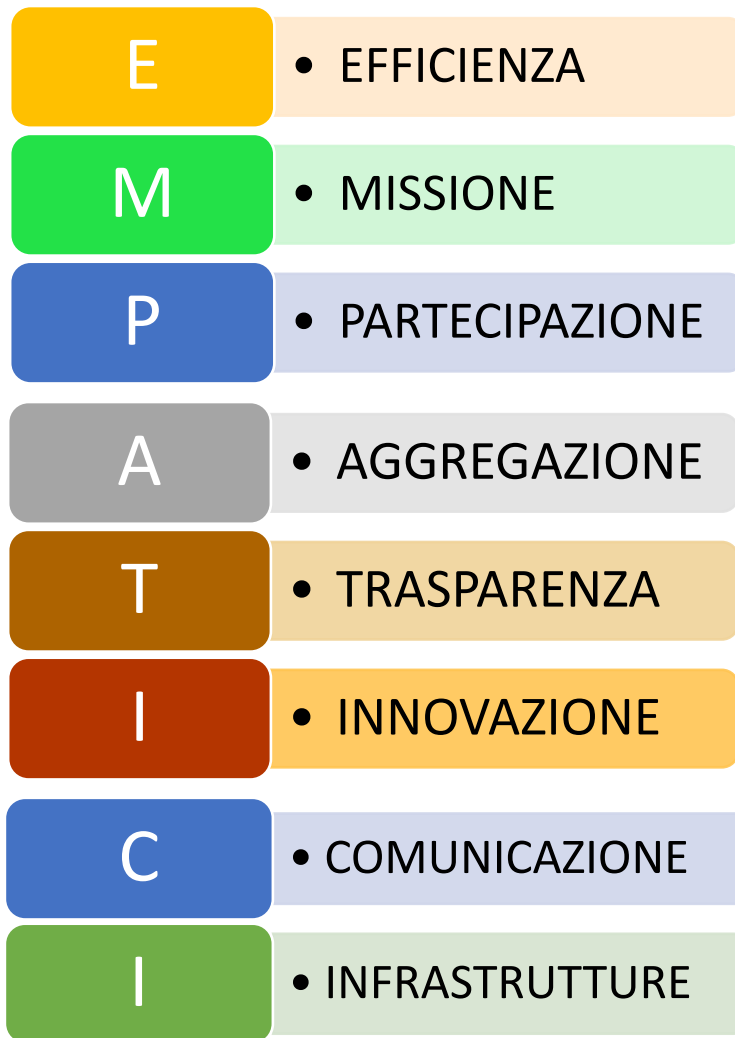 E • EFFICIENZA
M • MISSIONE
P • PARTECIPAZIONE
A • AGGREGAZIONE
T • TRASPARENZA
I • INNOVAZIONE
C • COMUNICAZIONE
I • INFRASTRUTTURE